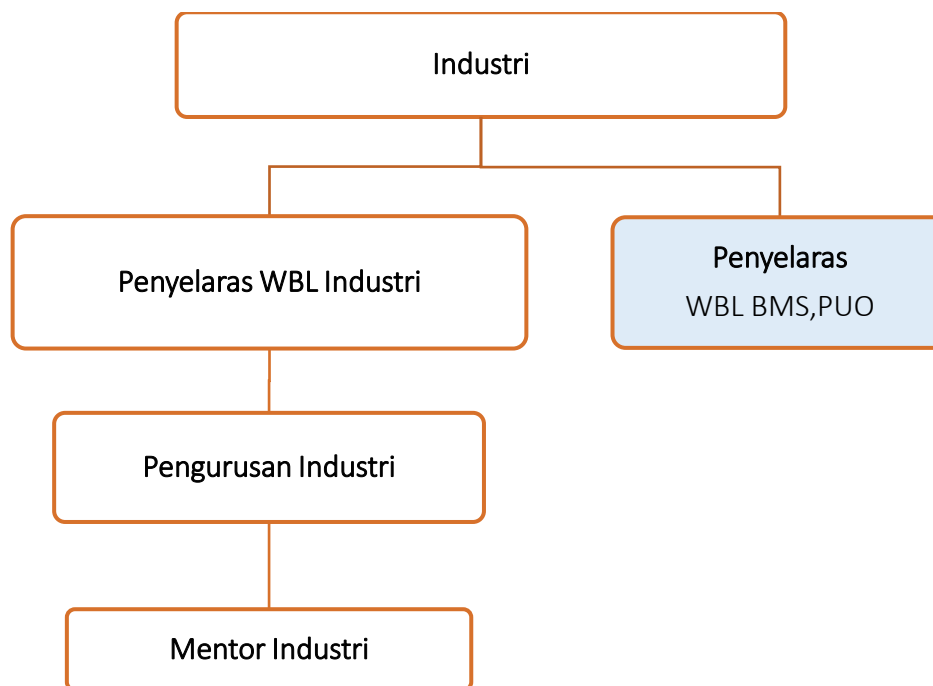 Industri
Penyelaras WBL Industri
Penyelaras
WBL BMS,PUO
Pengurusan Industri
Mentor Industri